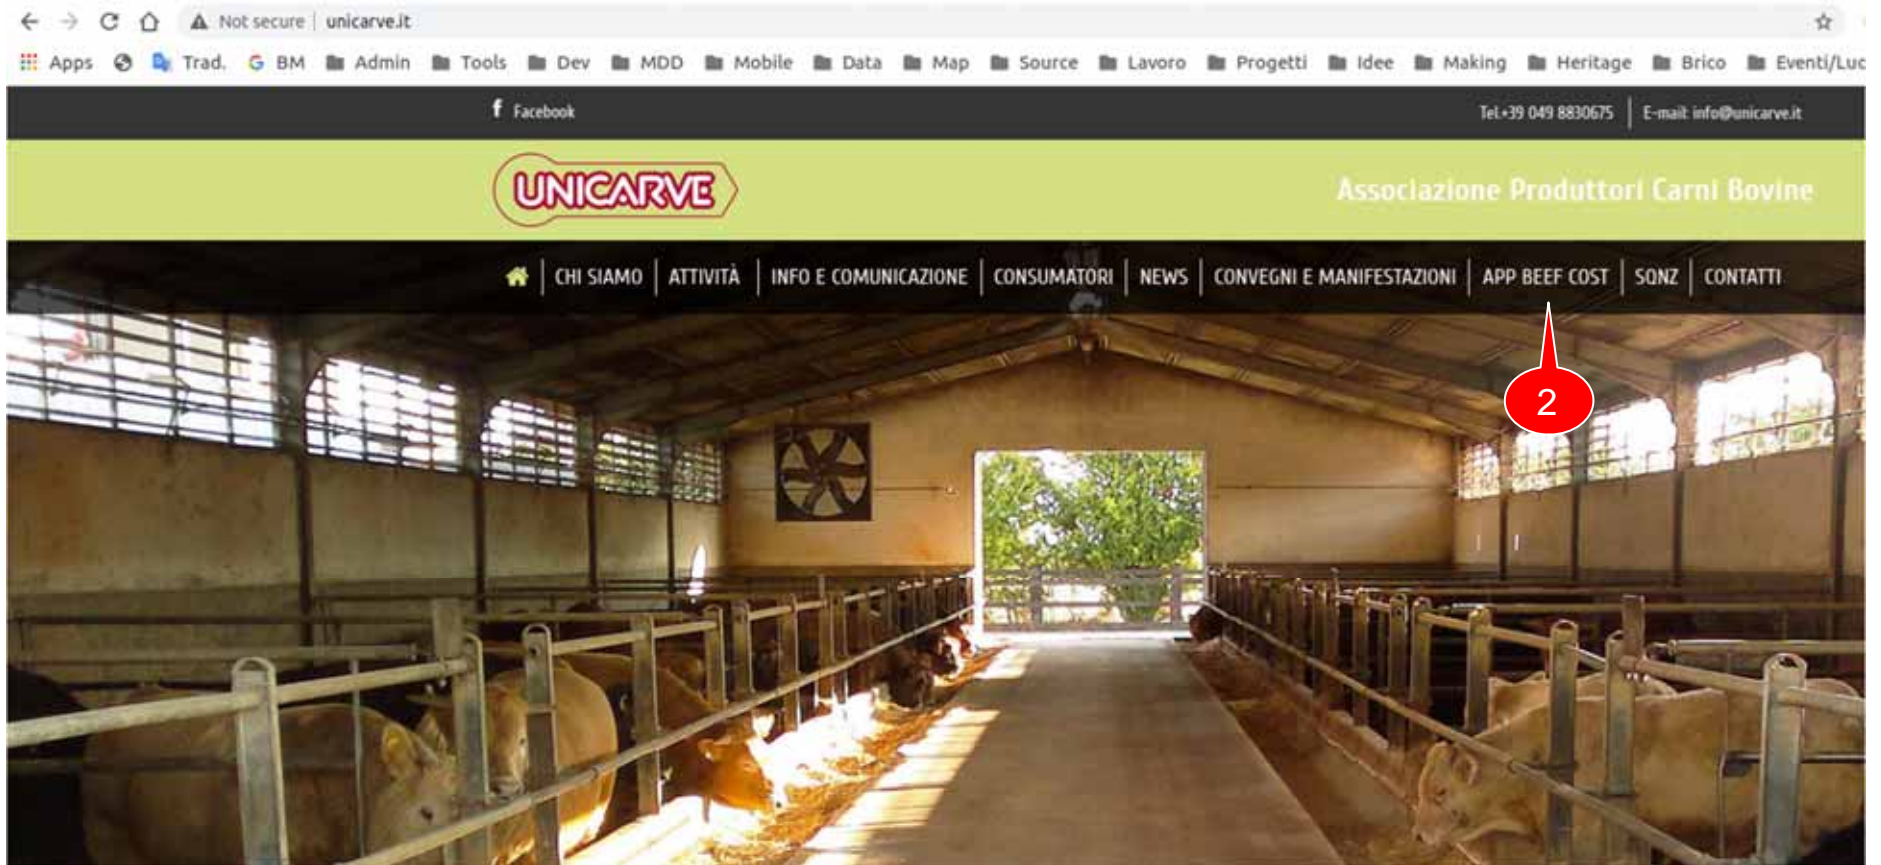 Not secure | unicarve.it
Apps Trad. BM Admin Tools Dev MDD Mobile Data Map Source Lavoro Progetti Idee Making Heritage Brico Eventi/Luc
Facebook Tel.+39 049 8830675 E-mail: info@unicarve.it
UNICARVE Associazione Produttori Carni Bovine
CHI SIAMO ATTIVITÀ INFO E COMUNICAZIONE CONSUMATORI NEWS CONVEGNI E MANIFESTAZIONI APP BEEF COST SQNZ CONTATTI
2